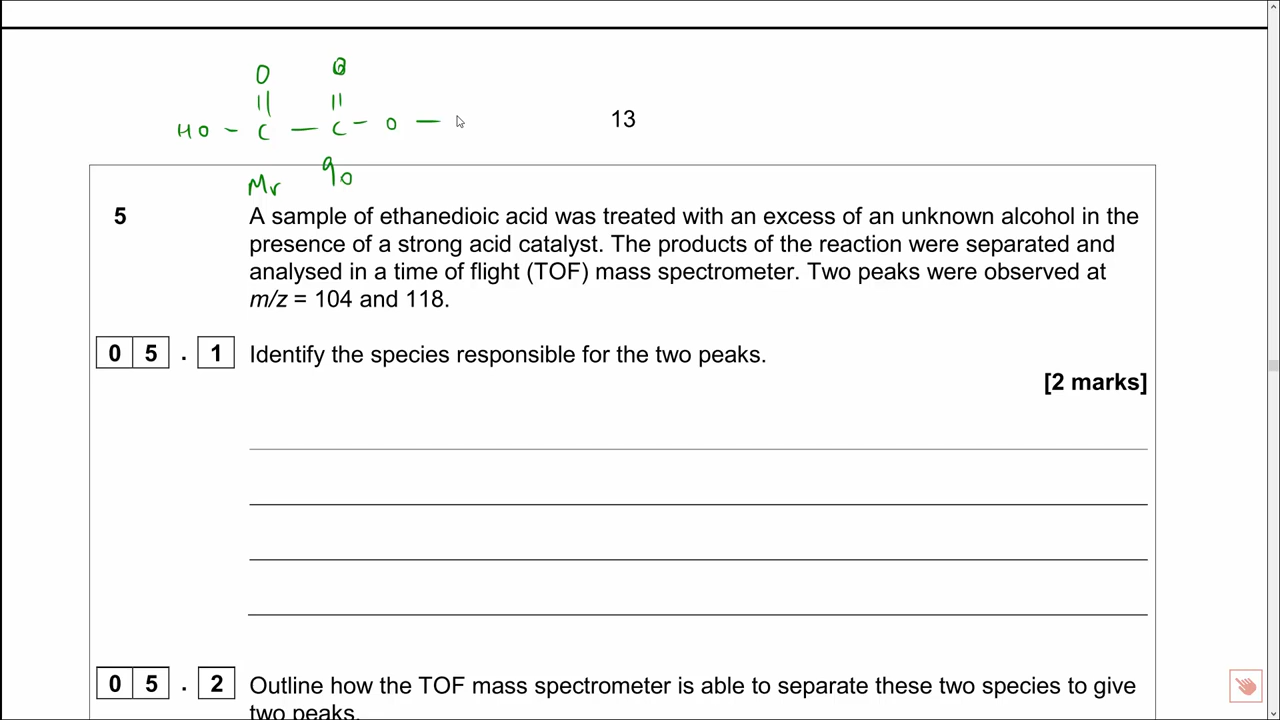 O O
|| ||
HO - C - C - O -
13
Mr 90
5 A sample of ethanedioic acid was treated with an excess of an unknown alcohol in the
presence of a strong acid catalyst. The products of the reaction were separated and
analysed in a time of flight (TOF) mass spectrometer. Two peaks were observed at
m/z = 104 and 118.
0 5 . 1 Identify the species responsible for the two peaks.
[2 marks]
0 5 . 2 Outline how the TOF mass spectrometer is able to separate these two species to give
two peaks.